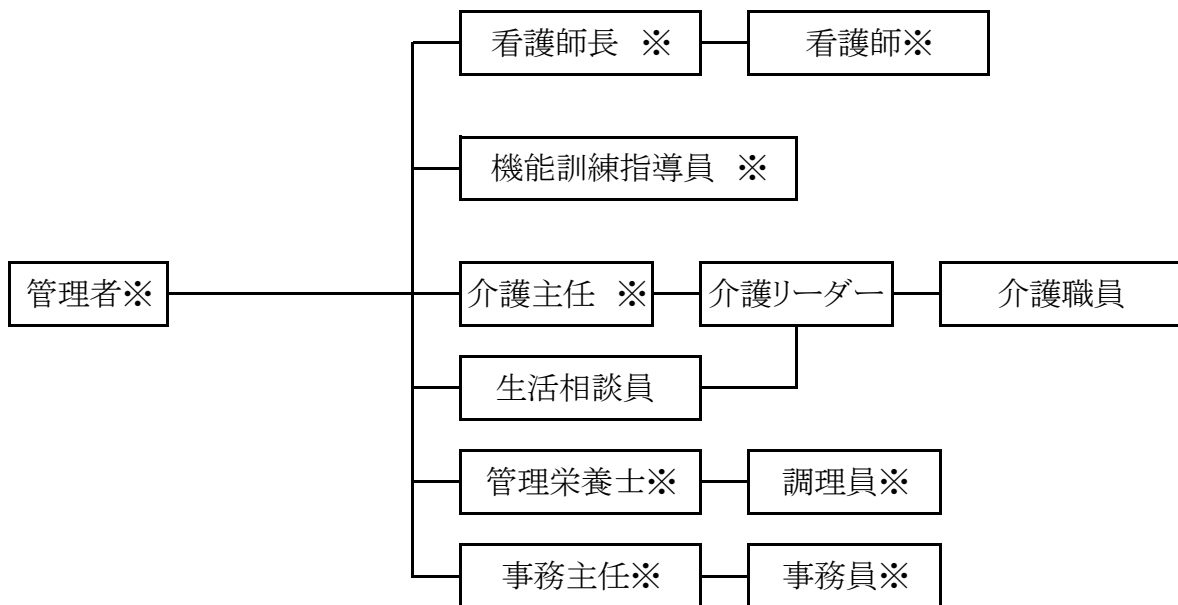 看護師長 ※ 看護師※
機能訓練指導員 ※
管理者※ 介護主任 ※ 介護リーダー 介護職員
生活相談員
管理栄養士※ 調理員※
事務主任※ 事務員※